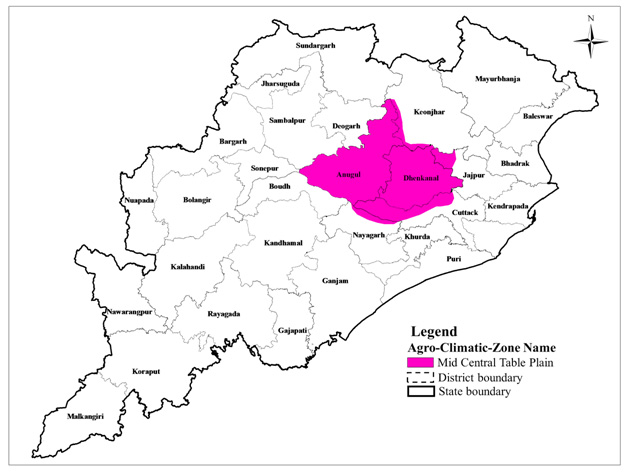 N
Sundargarh
Mayurbhanja
Jharsuguda
Keonjhar
Baleswar
Sambalpur
Deogarh
Bargarh
Bhadrak
Sonepur
Anugul
Dhenkanal
Jajpur
Boudh
Nuapada
Bolangir
Kendrapada
Cuttack
Nayagarh
Khurda
Kandhamal
Puri
Kalahandi
Ganjam
Nawarangpur
Rayagada
Gajapati
Koraput
Malkangiri
Legend
Agro-Climatic-Zone Name
Mid Central Table Plain
District boundary
State boundary